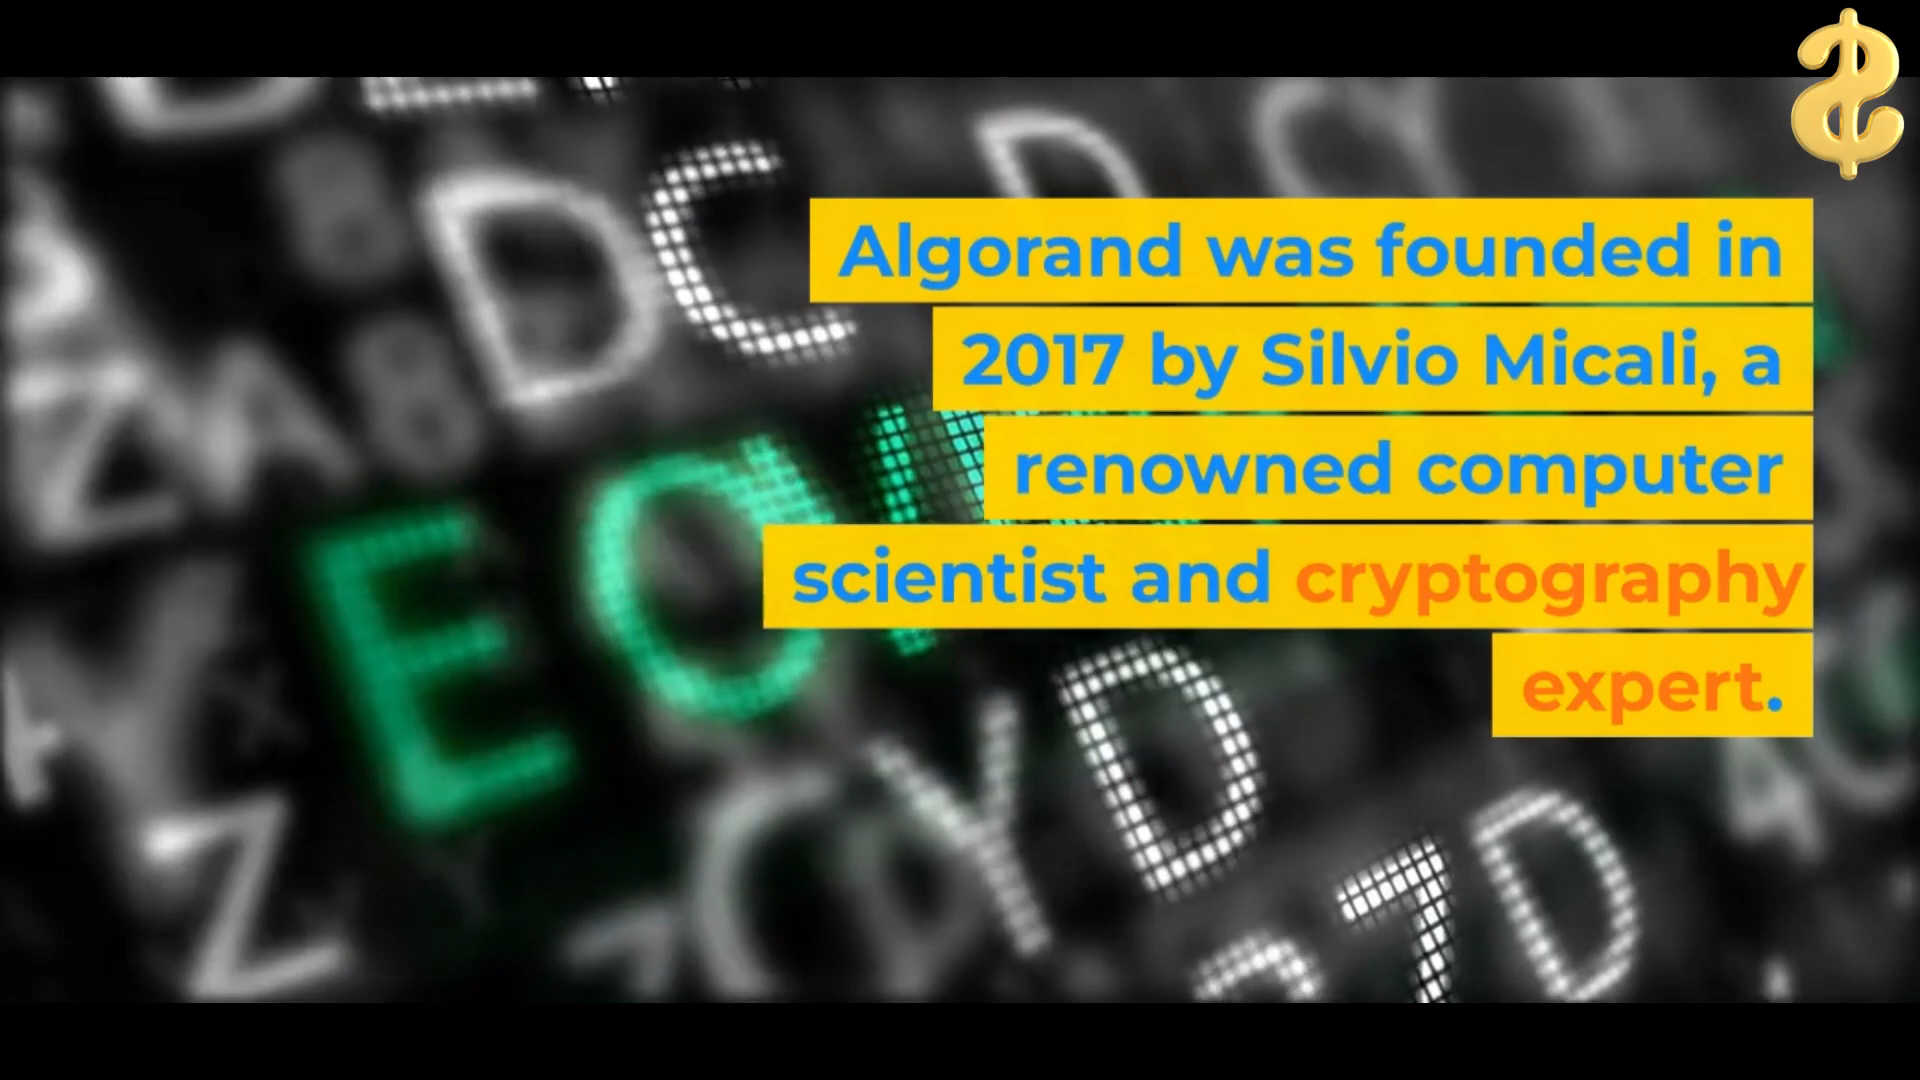 Algorand was founded in
2017 by Silvio Micali, a
renowned computer
scientist and cryptography
expert.